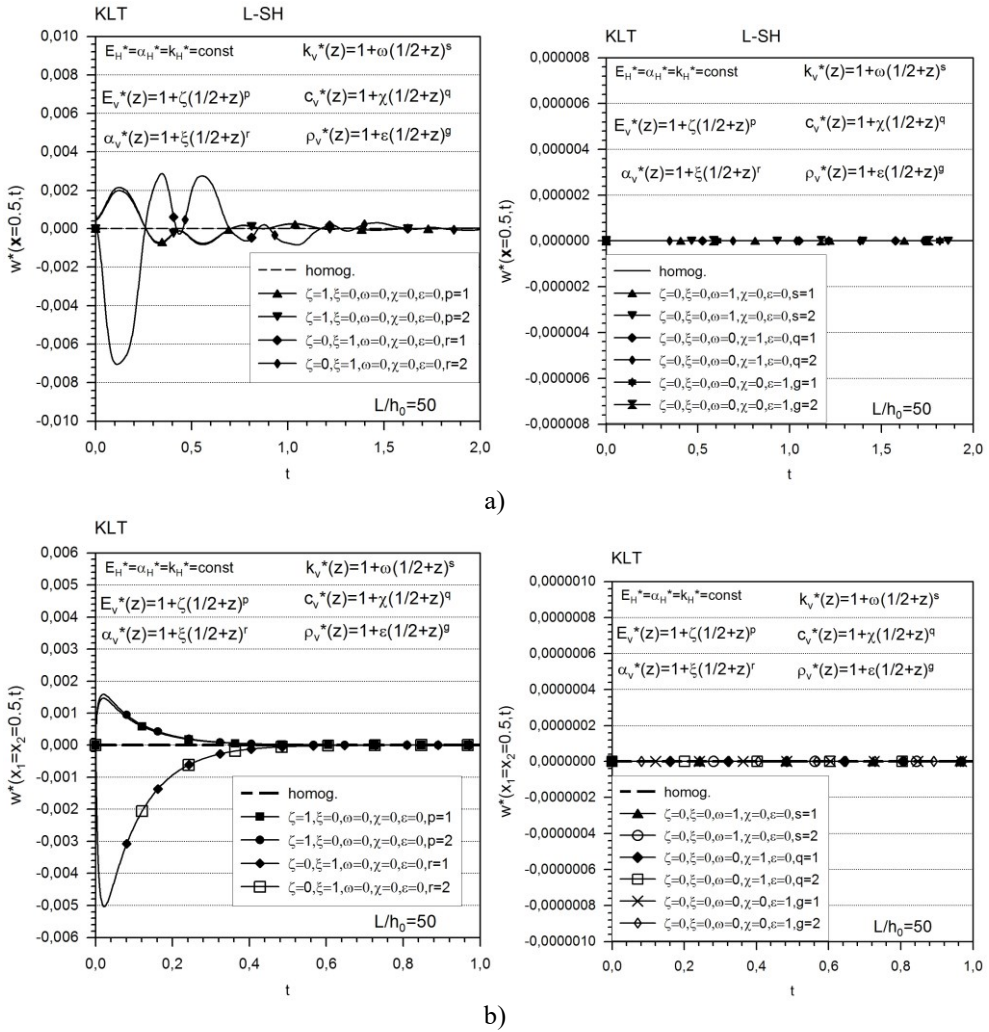 KLT L-SH
w*(x=0.5,t)
0,010
0,008
0,006
0,004
0,002
0,000
-0,002
-0,004
-0,006
-0,008
-0,010
E_H*=α_H*=k_H*=const k_v*(z)=1+ω(1/2+z)^s
E_v*(z)=1+ζ(1/2+z)^p c_v*(z)=1+χ(1/2+z)^q
α_v*(z)=1+ξ(1/2+z)^r ρ_v*(z)=1+ε(1/2+z)^g
homog.
ζ=1,ξ=0,ω=0,χ=0,ε=0,p=1
ζ=1,ξ=0,ω=0,χ=0,ε=0,p=2
ζ=0,ξ=1,ω=0,χ=0,ε=0,r=1
ζ=0,ξ=1,ω=0,χ=0,ε=0,r=2
L/h₀=50
0,0 0,5 1,0 1,5 2,0
t
KLT L-SH
w*(x=0.5,t)
0,000008
0,000006
0,000004
0,000002
0,000000
-0,000002
-0,000004
-0,000006
-0,000008
E_H*=α_H*=k_H*=const k_v*(z)=1+ω(1/2+z)^s
E_v*(z)=1+ζ(1/2+z)^p c_v*(z)=1+χ(1/2+z)^q
α_v*(z)=1+ξ(1/2+z)^r ρ_v*(z)=1+ε(1/2+z)^g
homog.
ζ=0,ξ=0,ω=1,χ=0,ε=0,s=1
ζ=0,ξ=0,ω=1,χ=0,ε=0,s=2
ζ=0,ξ=0,ω=0,χ=1,ε=0,q=1
ζ=0,ξ=0,ω=0,χ=1,ε=0,q=2
ζ=0,ξ=0,ω=0,χ=0,ε=1,g=1
ζ=0,ξ=0,ω=0,χ=0,ε=1,g=2
L/h₀=50
0,0 0,5 1,0 1,5 2,0
t
a)
KLT
w*(x₁=x₂=0.5,t)
0,006
0,005
0,004
0,003
0,002
0,001
0,000
-0,001
-0,002
-0,003
-0,004
-0,005
-0,006
E_H*=α_H*=k_H*=const k_v*(z)=1+ω(1/2+z)^s
E_v*(z)=1+ζ(1/2+z)^p c_v*(z)=1+χ(1/2+z)^q
α_v*(z)=1+ξ(1/2+z)^r ρ_v*(z)=1+ε(1/2+z)^g
homog.
ζ=1,ξ=0,ω=0,χ=0,ε=0,p=1
ζ=1,ξ=0,ω=0,χ=0,ε=0,p=2
ζ=0,ξ=1,ω=0,χ=0,ε=0,r=1
ζ=0,ξ=1,ω=0,χ=0,ε=0,r=2
L/h₀=50
0,0 0,2 0,4 0,6 0,8 1,0
t
KLT
w*(x₁=x₂=0.5,t)
0,0000010
0,0000008
0,0000006
0,0000004
0,0000002
0,0000000
-0,0000002
-0,0000004
-0,0000006
-0,0000008
-0,0000010
E_H*=α_H*=k_H*=const k_v*(z)=1+ω(1/2+z)^s
E_v*(z)=1+ζ(1/2+z)^p c_v*(z)=1+χ(1/2+z)^q
α_v*(z)=1+ξ(1/2+z)^r ρ_v*(z)=1+ε(1/2+z)^g
homog.
ζ=0,ξ=0,ω=1,χ=0,ε=0,s=1
ζ=0,ξ=0,ω=1,χ=0,ε=0,s=2
ζ=0,ξ=0,ω=0,χ=1,ε=0,q=1
ζ=0,ξ=0,ω=0,χ=1,ε=0,q=2
ζ=0,ξ=0,ω=0,χ=0,ε=1,g=1
ζ=0,ξ=0,ω=0,χ=0,ε=1,g=2
L/h₀=50
0,0 0,2 0,4 0,6 0,8 1,0
t
b)